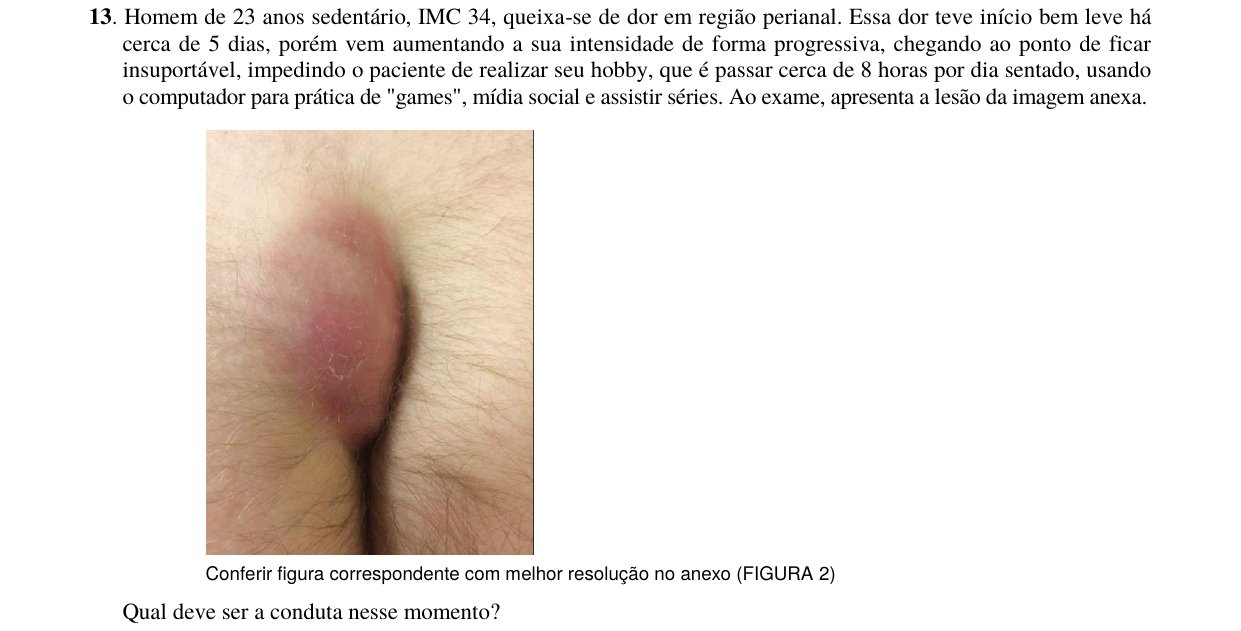 13. Homem de 23 anos sedentário, IMC 34, queixa-se de dor em região perianal. Essa dor teve início bem leve há
cerca de 5 dias, porém vem aumentando a sua intensidade de forma progressiva, chegando ao ponto de ficar
insuportável, impedindo o paciente de realizar seu hobby, que é passar cerca de 8 horas por dia sentado, usando
o computador para prática de "games", mídia social e assistir séries. Ao exame, apresenta a lesão da imagem anexa.
Conferir figura correspondente com melhor resolução no anexo (FIGURA 2)
Qual deve ser a conduta nesse momento?